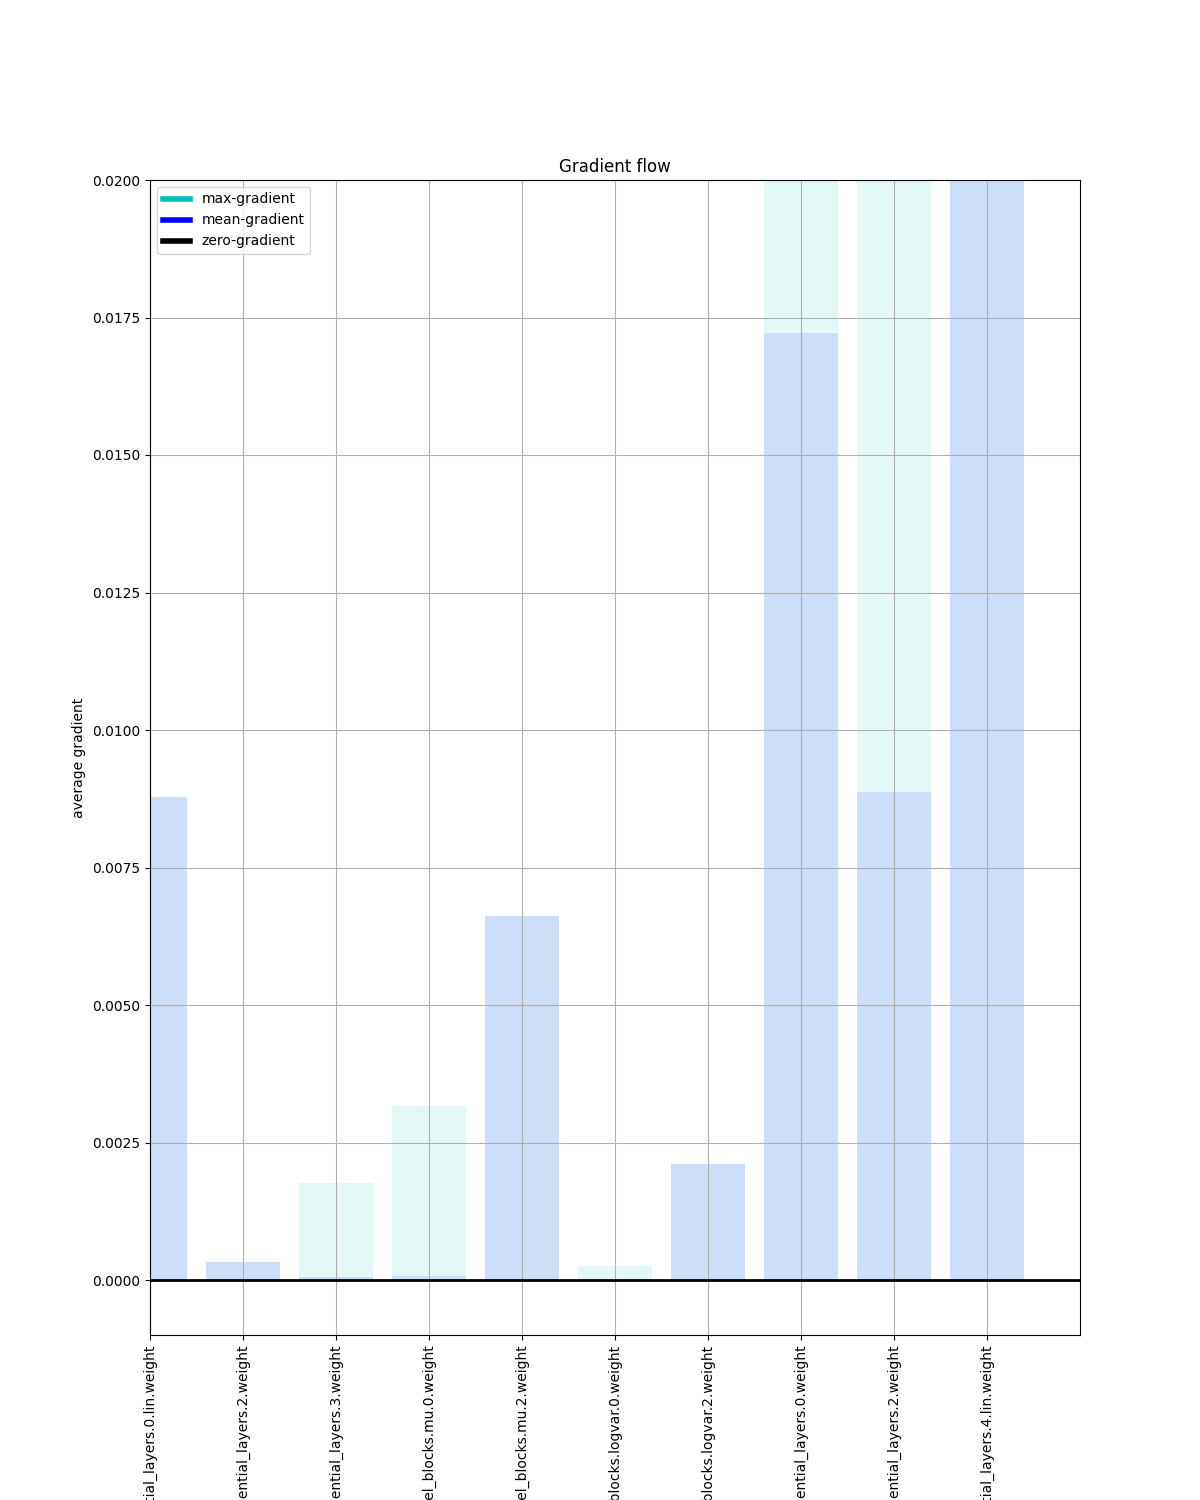 Gradient flow
max-gradient
mean-gradient
zero-gradient
0.0200
0.0175
0.0150
0.0125
0.0100
0.0075
0.0050
0.0025
0.0000
average gradient
tial_layers.0.lin.weight
ential_layers.2.weight
ential_layers.3.weight
el_blocks.mu.0.weight
el_blocks.mu.2.weight
blocks.logvar.0.weight
blocks.logvar.2.weight
ential_layers.0.weight
ential_layers.2.weight
tial_layers.4.lin.weight